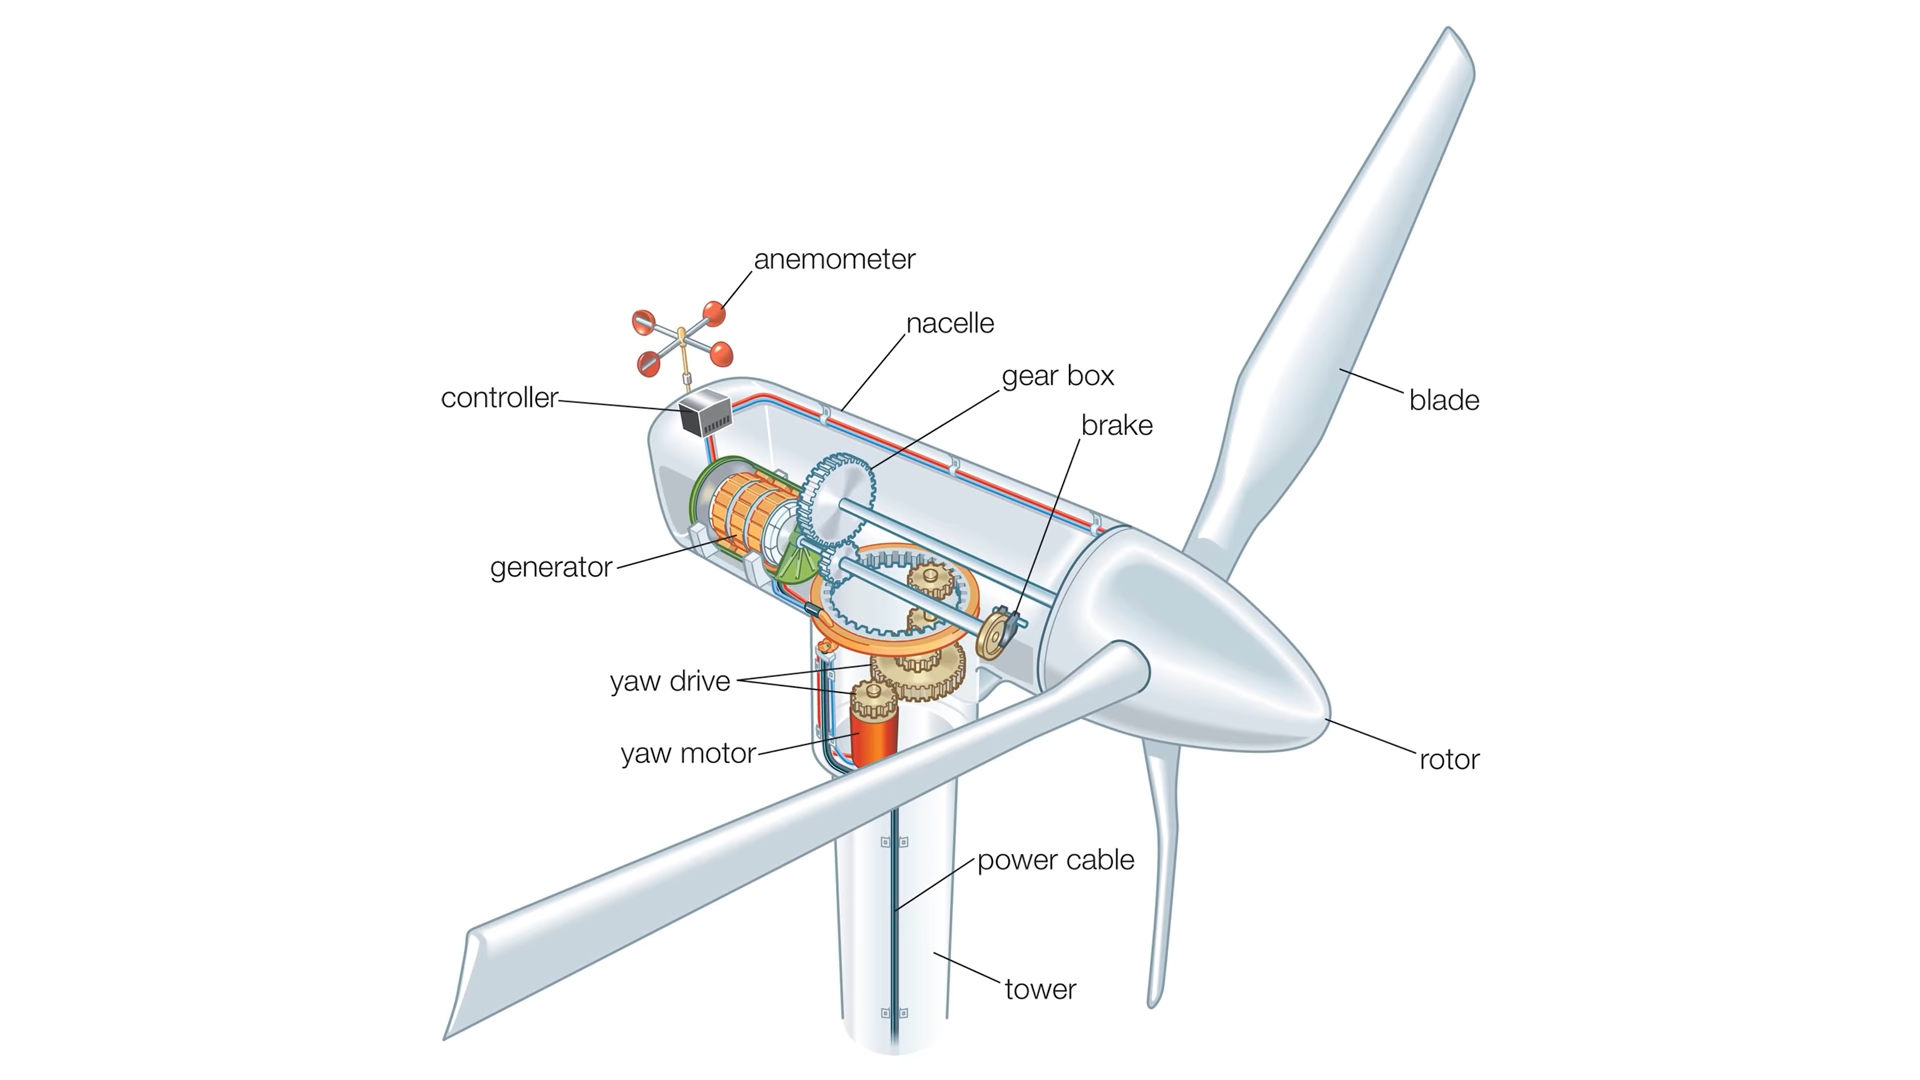 anemometer
nacelle
gear box
controller
blade
brake
generator
yaw drive
yaw motor
rotor
power cable
tower